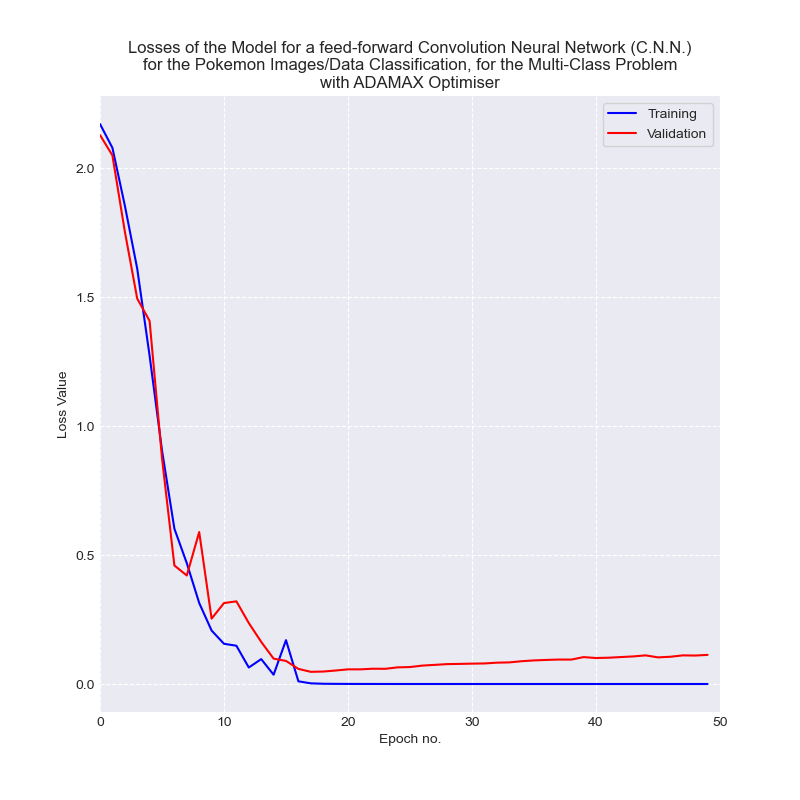 Losses of the Model for a feed-forward Convolution Neural Network (C.N.N.)
for the Pokemon Images/Data Classification, for the Multi-Class Problem
with ADAMAX Optimiser
Training
Validation
2.0
1.5
1.0
0.5
0.0
Loss Value
0 10 20 30 40 50
Epoch no.